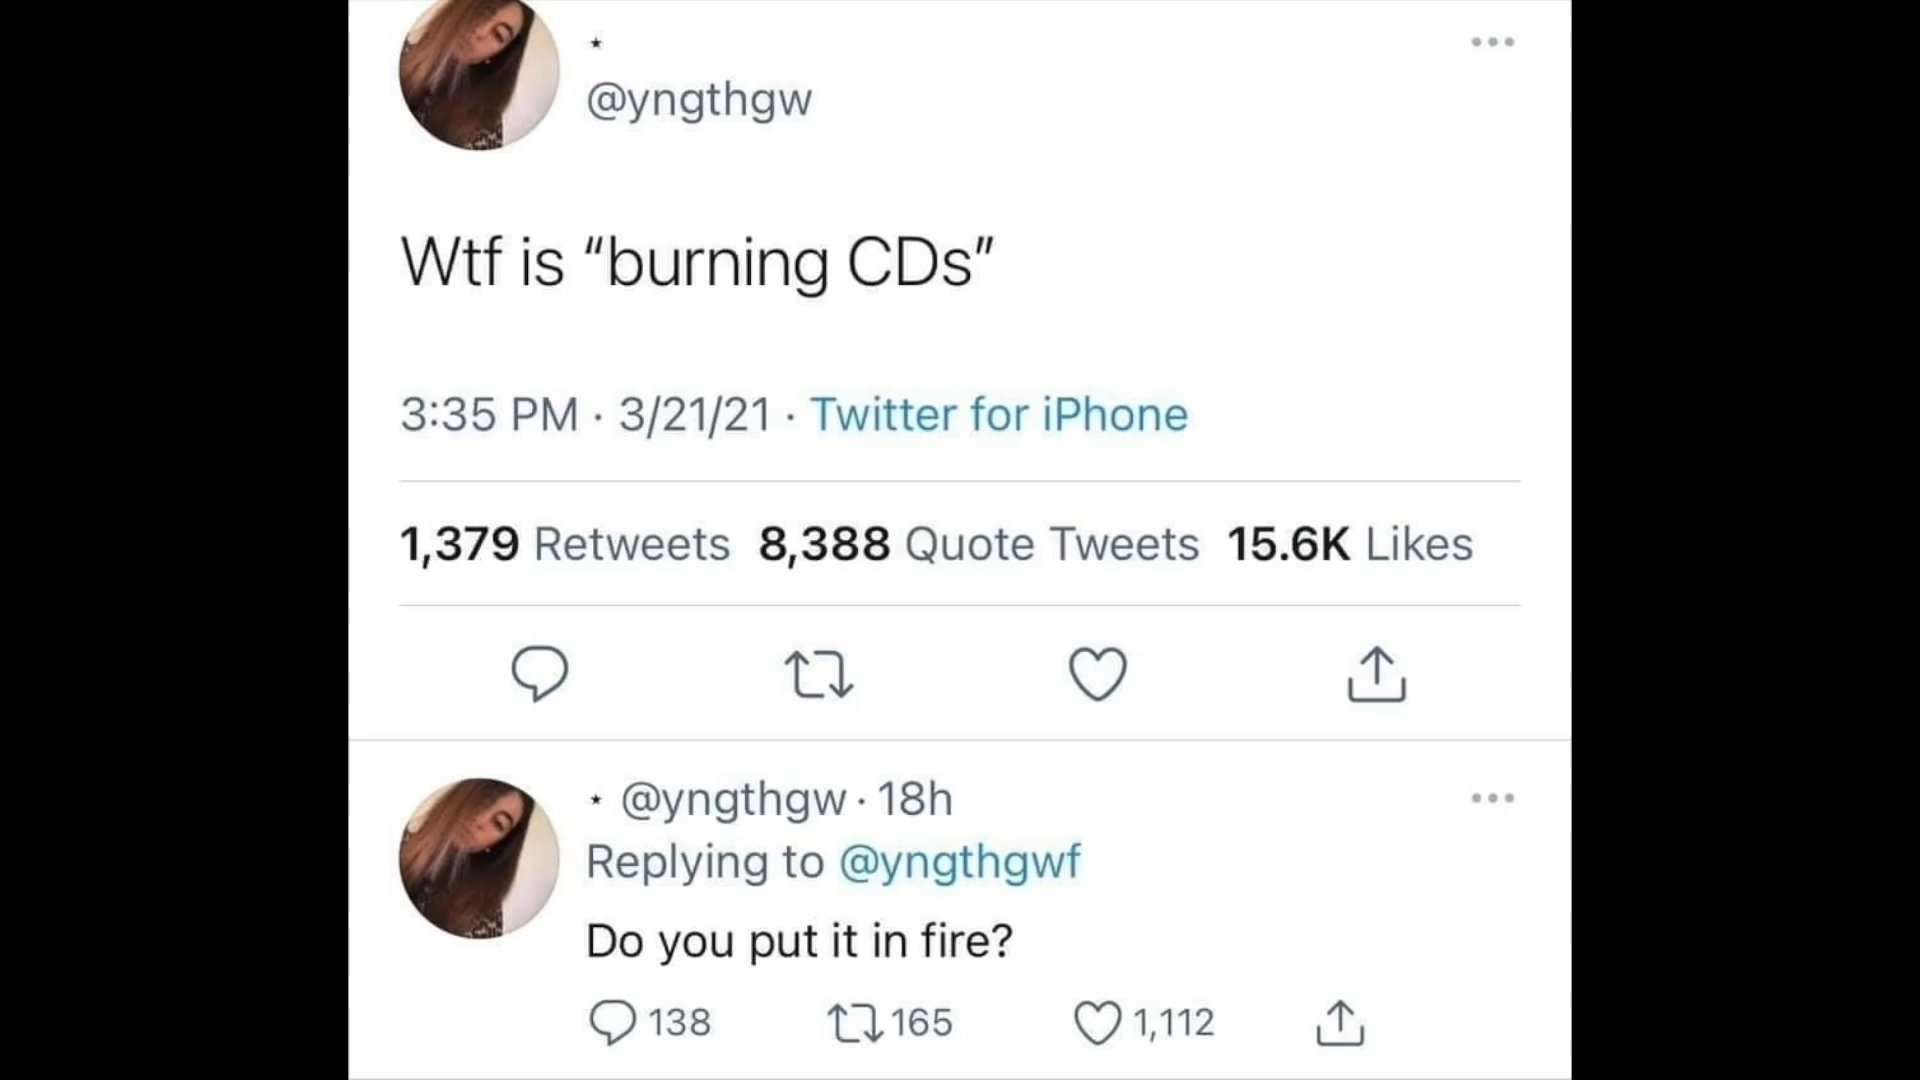 ★
@yngthgw
Wtf is “burning CDs”
3:35 PM · 3/21/21 · Twitter for iPhone
1,379 Retweets 8,388 Quote Tweets 15.6K Likes
★ @yngthgw · 18h
Replying to @yngthgwf
Do you put it in fire?
138 165 1,112